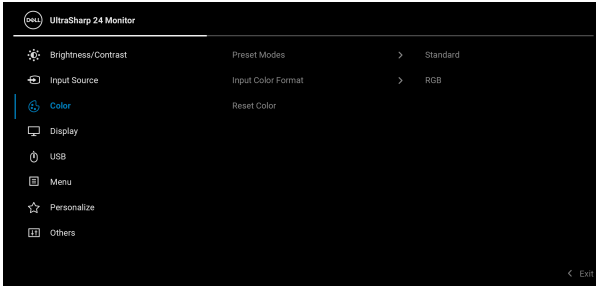 DELL
UltraSharp 24 Monitor
Brightness/Contrast
Preset Modes > Standard
Input Source
Input Color Format > RGB
Color
Reset Color
Display
USB
Menu
Personalize
Others
< Exit